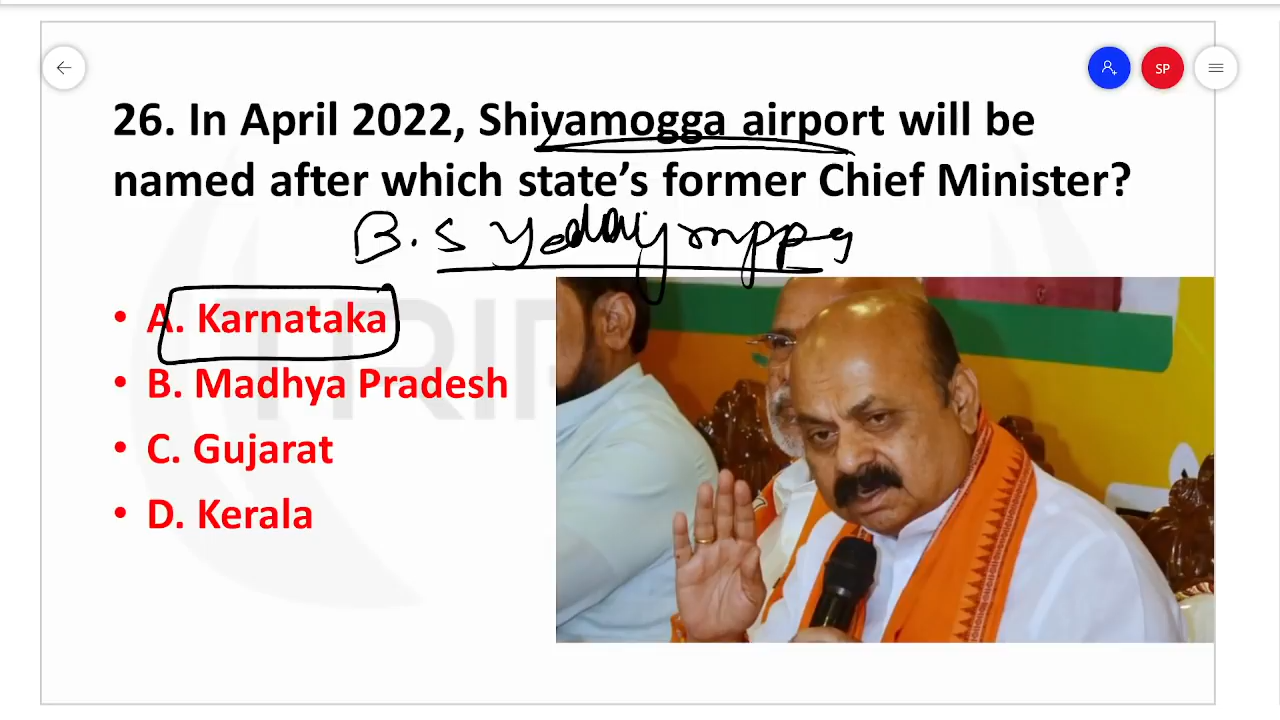 SP
26. In April 2022, Shivamogga airport will be
named after which state's former Chief Minister?
B. S
• A. Karnataka
• B. Madhya Pradesh
• C. Gujarat
• D. Kerala